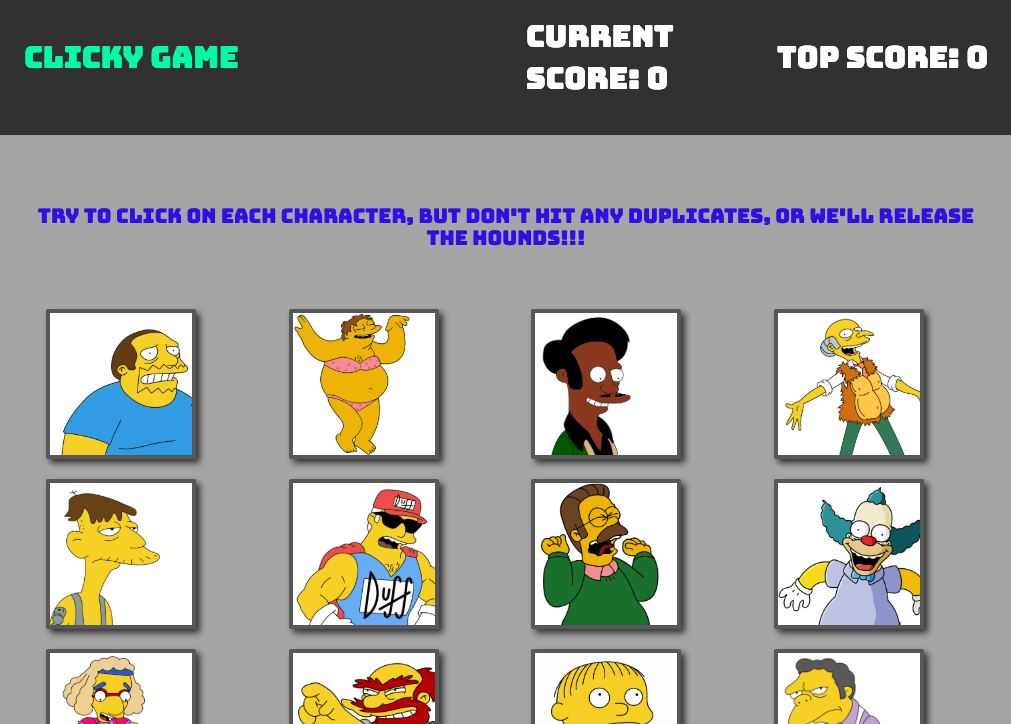 CLICKY GAME
CURRENT
SCORE: 0
TOP SCORE: 0
TRY TO CLICK ON EACH CHARACTER, BUT DON'T HIT ANY DUPLICATES, OR WE'LL RELEASE
THE HOUNDS!!!
Duff
Duff